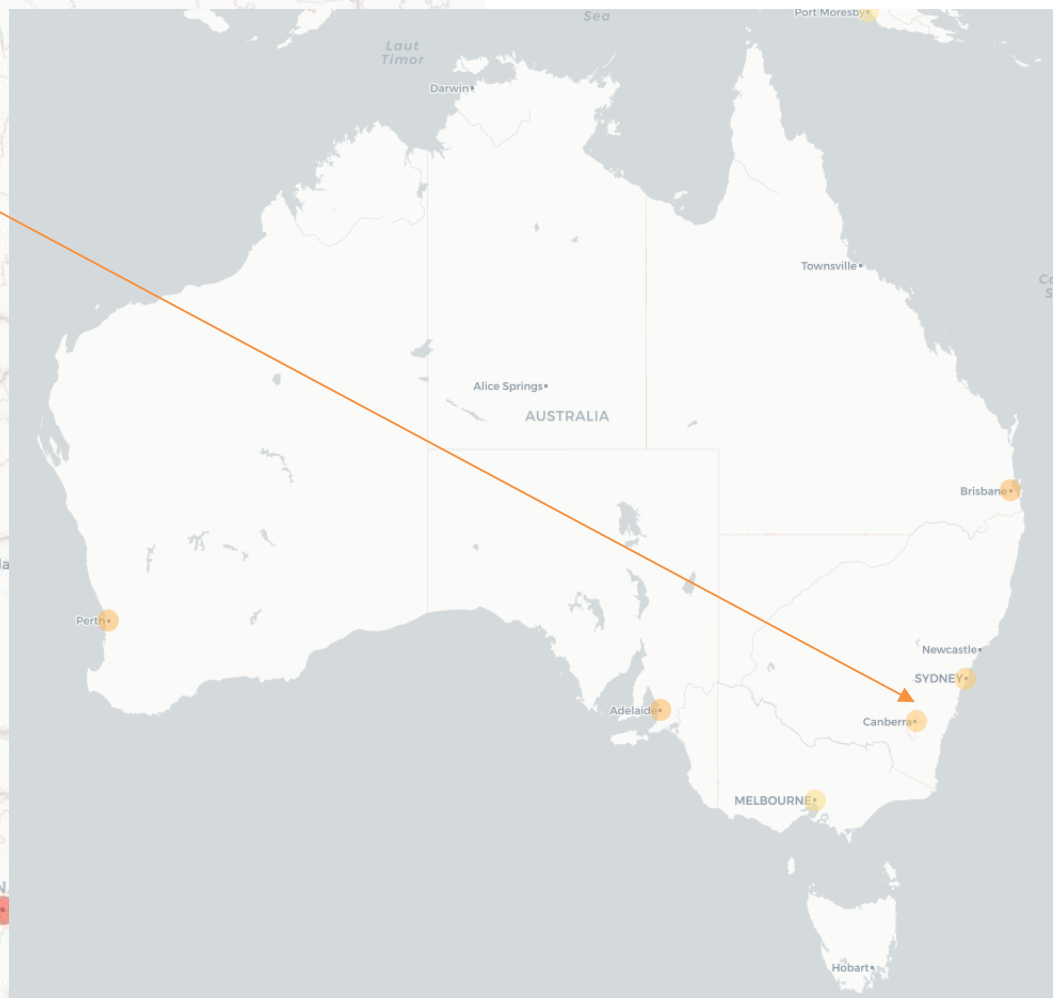 Sea
Port Moresby
Laut
Timor
Darwin
Townsville
Alice Springs
AUSTRALIA
Brisbane
Perth
Newcastle
SYDNEY
Adelaide
Canberra
MELBOURNE
Hobart